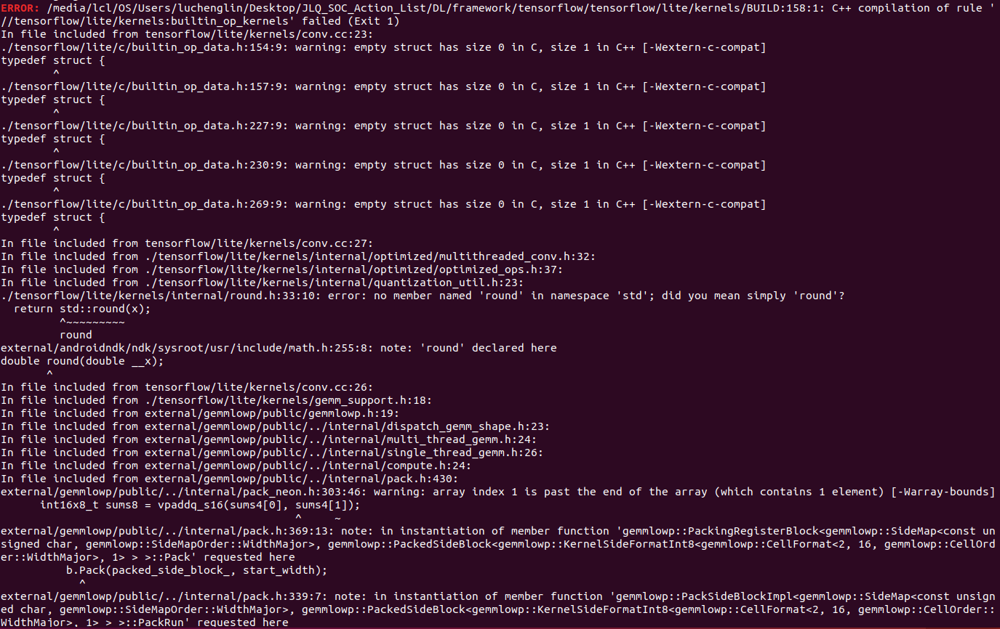 ERROR: /media/lcl/OS/Users/luchenglin/Desktop/JLQ_SOC_Action_List/DL/framework/tensorflow/tensorflow/lite/kernels/BUILD:158:1: C++ compilation of rule '
//tensorflow/lite/kernels:builtin_op_kernels' failed (Exit 1)
In file included from tensorflow/lite/kernels/conv.cc:23:
./tensorflow/lite/c/builtin_op_data.h:154:9: warning: empty struct has size 0 in C, size 1 in C++ [-Wextern-c-compat]
typedef struct {
        ^
./tensorflow/lite/c/builtin_op_data.h:157:9: warning: empty struct has size 0 in C, size 1 in C++ [-Wextern-c-compat]
typedef struct {
        ^
./tensorflow/lite/c/builtin_op_data.h:227:9: warning: empty struct has size 0 in C, size 1 in C++ [-Wextern-c-compat]
typedef struct {
        ^
./tensorflow/lite/c/builtin_op_data.h:230:9: warning: empty struct has size 0 in C, size 1 in C++ [-Wextern-c-compat]
typedef struct {
        ^
./tensorflow/lite/c/builtin_op_data.h:269:9: warning: empty struct has size 0 in C, size 1 in C++ [-Wextern-c-compat]
typedef struct {
        ^
In file included from tensorflow/lite/kernels/conv.cc:27:
In file included from ./tensorflow/lite/kernels/internal/optimized/multithreaded_conv.h:32:
In file included from ./tensorflow/lite/kernels/internal/optimized/optimized_ops.h:37:
In file included from ./tensorflow/lite/kernels/internal/quantization_util.h:23:
./tensorflow/lite/kernels/internal/round.h:33:10: error: no member named 'round' in namespace 'std'; did you mean simply 'round'?
  return std::round(x);
         ^~~~~~~~~~
         round
external/androidndk/ndk/sysroot/usr/include/math.h:255:8: note: 'round' declared here
double round(double __x);
       ^
In file included from tensorflow/lite/kernels/conv.cc:26:
In file included from ./tensorflow/lite/kernels/gemm_support.h:18:
In file included from external/gemmlowp/public/gemmlowp.h:19:
In file included from external/gemmlowp/public/../internal/dispatch_gemm_shape.h:23:
In file included from external/gemmlowp/public/../internal/multi_thread_gemm.h:24:
In file included from external/gemmlowp/public/../internal/single_thread_gemm.h:26:
In file included from external/gemmlowp/public/../internal/compute.h:24:
In file included from external/gemmlowp/public/../internal/pack.h:430:
external/gemmlowp/public/../internal/pack_neon.h:303:46: warning: array index 1 is past the end of the array (which contains 1 element) [-Warray-bounds]
      int16x8_t sums8 = vpaddq_s16(sums4[0], sums4[1]);
                                             ^     ~
external/gemmlowp/public/../internal/pack.h:369:13: note: in instantiation of member function 'gemmlowp::PackingRegisterBlock<gemmlowp::SideMap<const un
signed char, gemmlowp::SideMapOrder::WidthMajor>, gemmlowp::PackedSideBlock<gemmlowp::KernelSideFormatInt8<gemmlowp::CellFormat<2, 16, gemmlowp::CellOrd
er::WidthMajor>, 1> > >::Pack' requested here
          b.Pack(packed_side_block_, start_width);
            ^
external/gemmlowp/public/../internal/pack.h:339:7: note: in instantiation of member function 'gemmlowp::PackSideBlockImpl<gemmlowp::SideMap<const unsign
ed char, gemmlowp::SideMapOrder::WidthMajor>, gemmlowp::PackedSideBlock<gemmlowp::KernelSideFormatInt8<gemmlowp::CellFormat<2, 16, gemmlowp::CellOrder::
WidthMajor>, 1> > >::PackRun' requested here